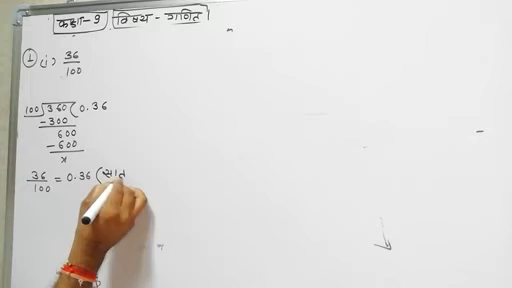 कक्षा-9 विषय - गणित
1 (i) 36/100
100) 360 ( 0.36
-300
600
-600
x
36/100 = 0.36 (सात